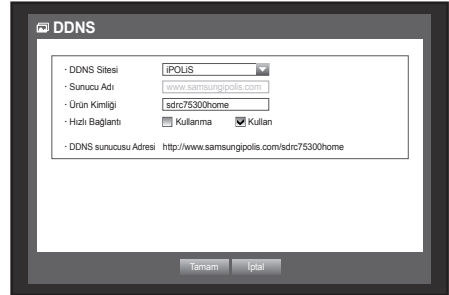 DDNS
· DDNS Sitesi iPOLiS
· Sunucu Adı www.samsungipolis.com
· Ürün Kimliği sdrc75300home
· Hızlı Bağlantı Kullanma Kullan
· DDNS sunucusu Adresi http://www.samsungipolis.com/sdrc75300home
Tamam İptal